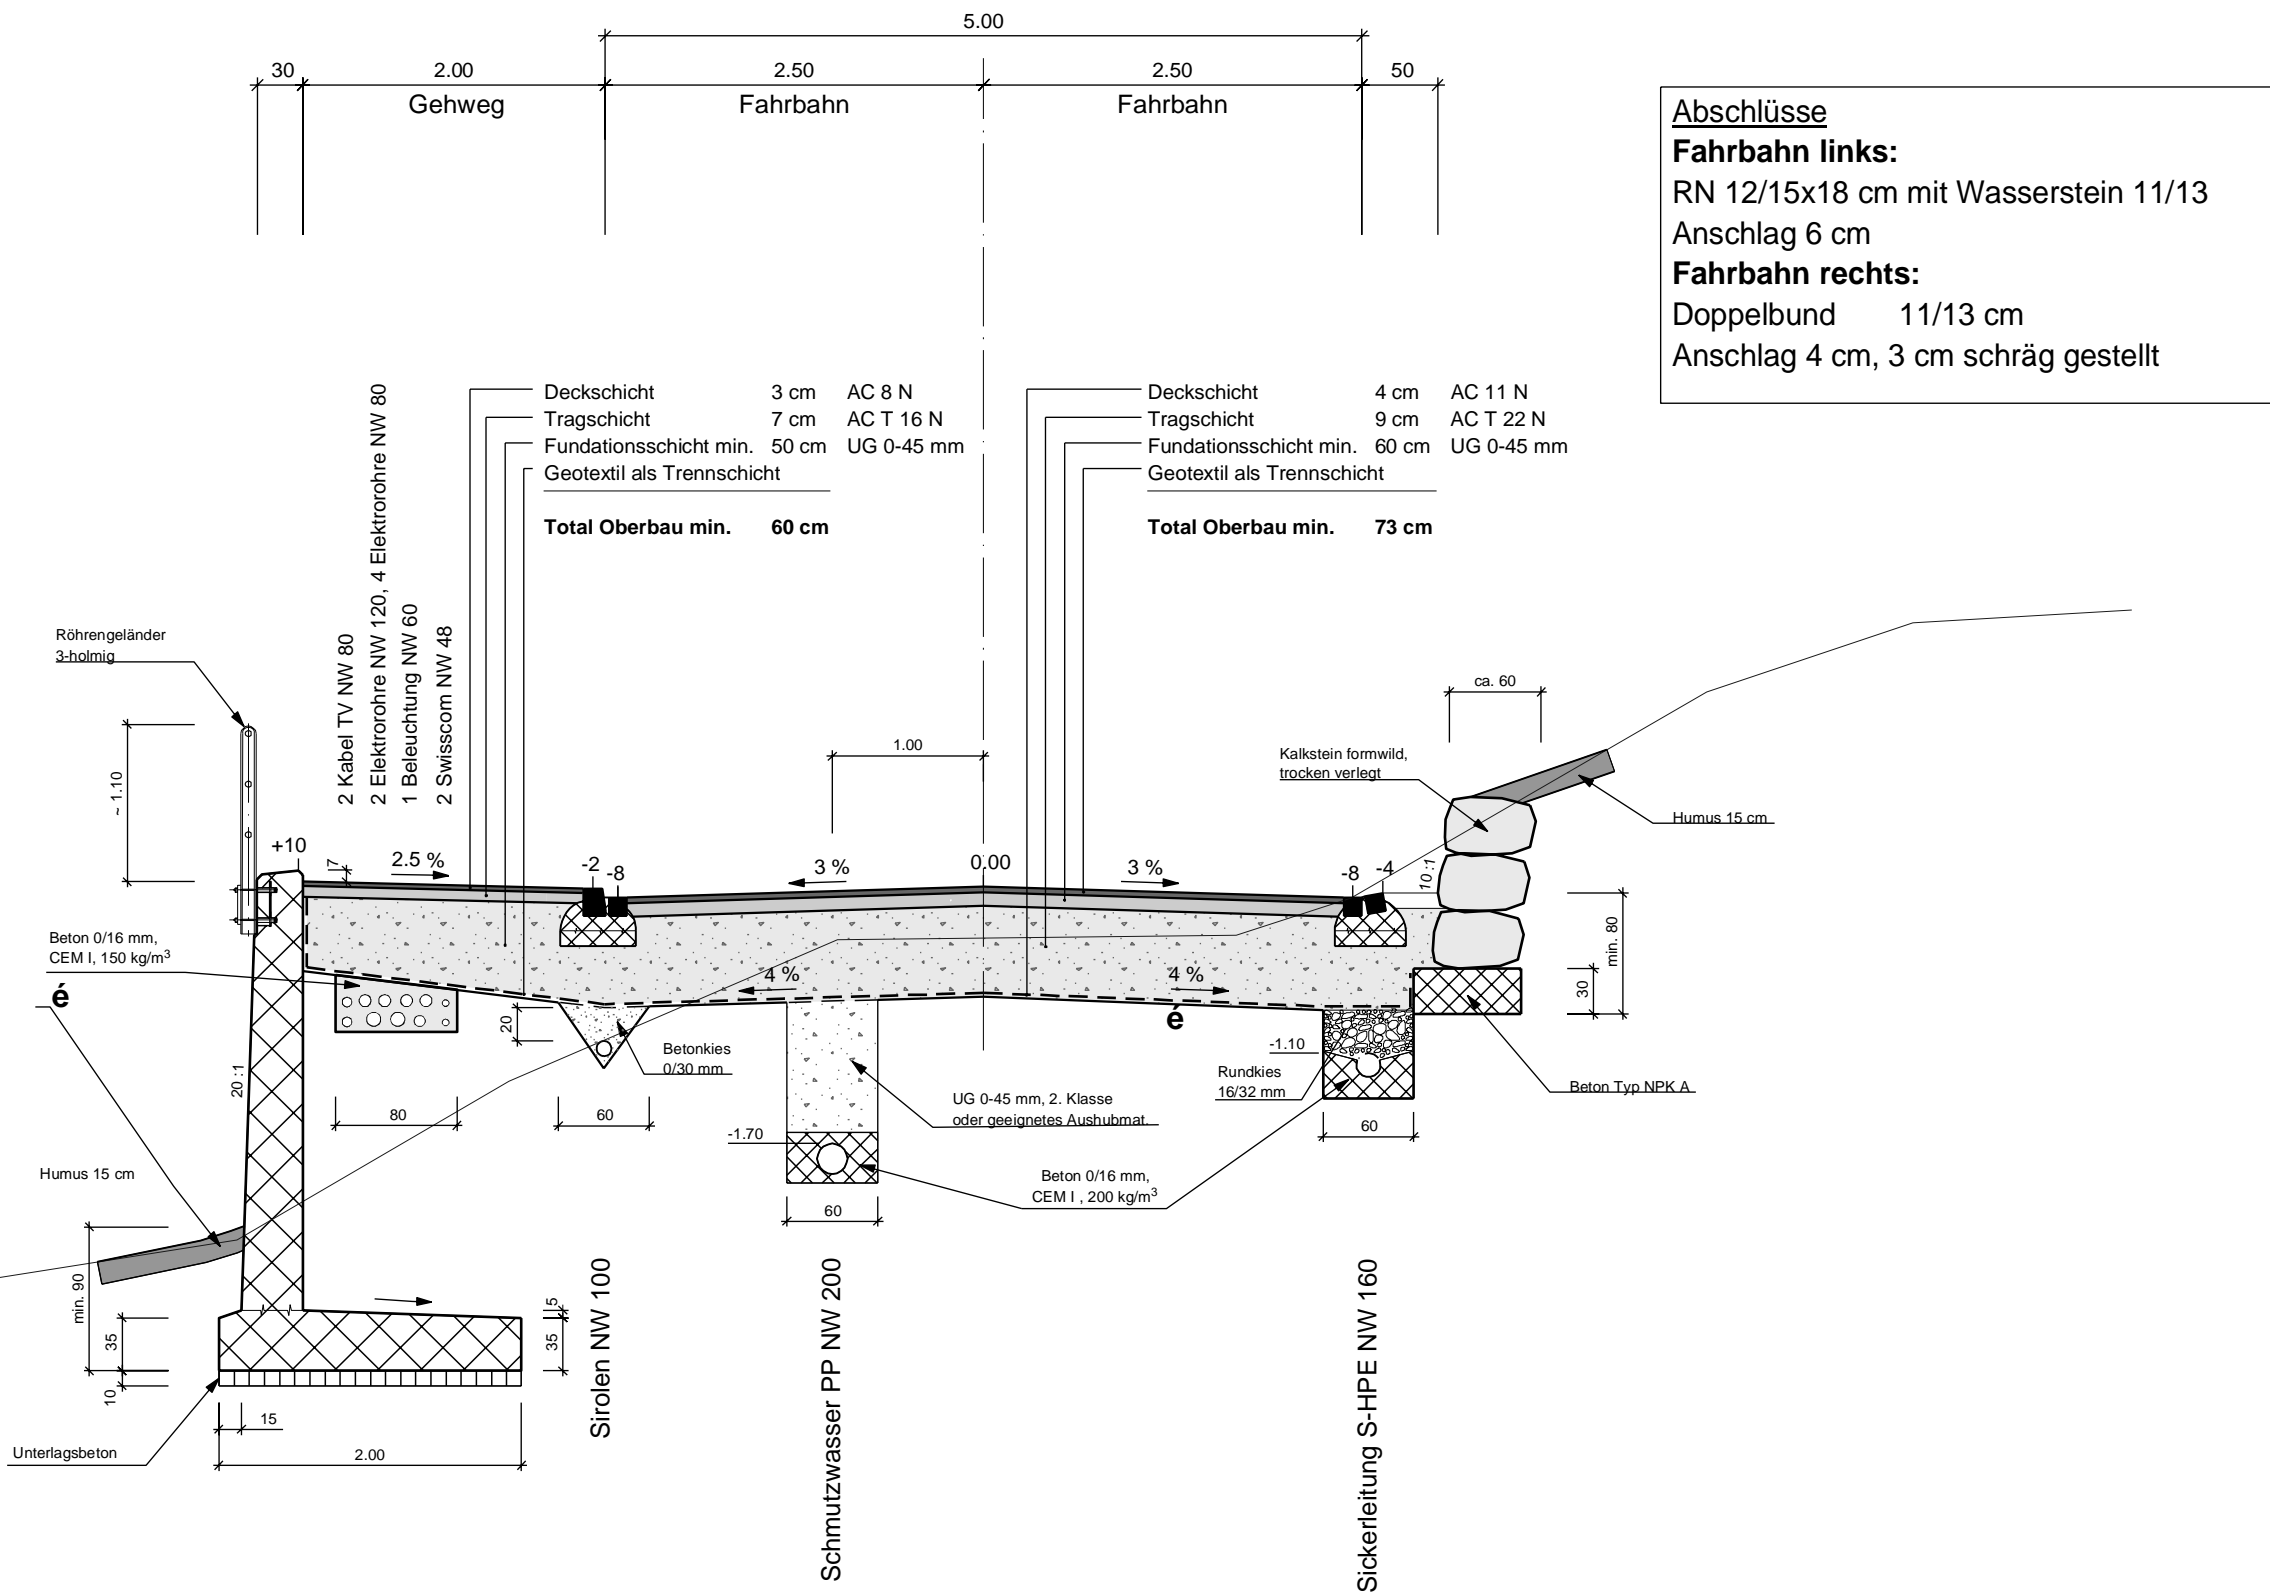 5.00
30 2.00 2.50 2.50 50
Gehweg Fahrbahn Fahrbahn
Abschlüsse
Fahrbahn links:
RN 12/15x18 cm mit Wasserstein 11/13
Anschlag 6 cm
Fahrbahn rechts:
Doppelbund 11/13 cm
Anschlag 4 cm, 3 cm schräg gestellt
Deckschicht 3 cm AC 8 N
Tragschicht 7 cm AC T 16 N
Fundationsschicht min. 50 cm UG 0-45 mm
Geotextil als Trennschicht
Total Oberbau min. 60 cm
Deckschicht 4 cm AC 11 N
Tragschicht 9 cm AC T 22 N
Fundationsschicht min. 60 cm UG 0-45 mm
Geotextil als Trennschicht
Total Oberbau min. 73 cm
2 Kabel TV NW 80
2 Elektrorohre NW 120, 4 Elektrorohre NW 80
1 Beleuchtung NW 60
2 Swisscom NW 48
Röhrengeländer
3-holmig
~ 1.10
+10
7
2.5 %
-2
-8
3 %
1.00
0.00
3 %
-8
-4
10 :1
ca. 60
Kalkstein formwild,
trocken verlegt
Humus 15 cm
min. 80
30
Beton 0/16 mm,
CEM I, 150 kg/m³
é
4 %
4 %
é
20
Betonkies
0/30 mm
-1.10
Rundkies
16/32 mm
Beton Typ NPK A
20 :1
80
60
UG 0-45 mm, 2. Klasse
oder geeignetes Aushubmat.
60
-1.70
Beton 0/16 mm,
CEM I , 200 kg/m³
60
Humus 15 cm
min. 90
35
10
5
35
15
2.00
Unterlagsbeton
Sirolen NW 100
Schmutzwasser PP NW 200
Sickerleitung S-HPE NW 160